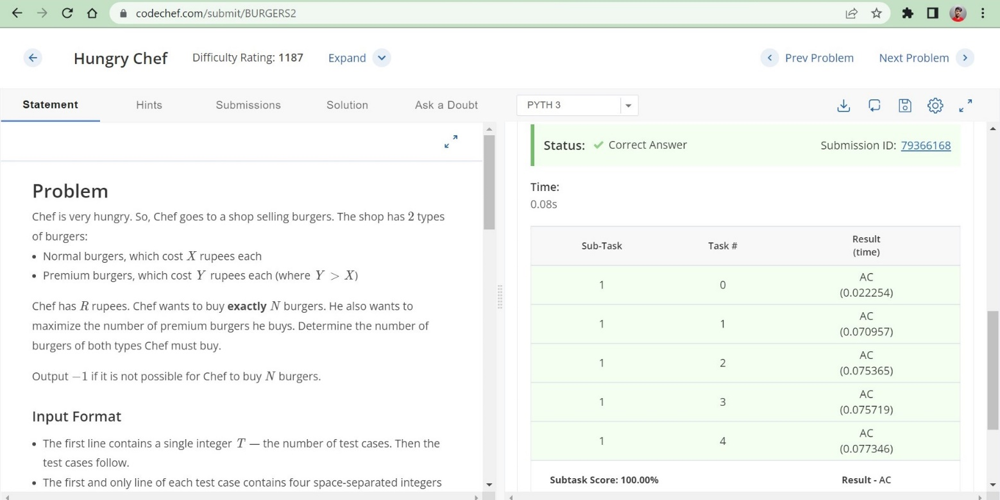 codechef.com/submit/BURGERS2
Hungry Chef Difficulty Rating: 1187 Expand Prev Problem Next Problem
Statement Hints Submissions Solution Ask a Doubt PYTH 3
Status: ✓ Correct Answer Submission ID: 79366168
Time:
0.08s
Problem
Chef is very hungry. So, Chef goes to a shop selling burgers. The shop has 2 types
of burgers:
• Normal burgers, which cost X rupees each
• Premium burgers, which cost Y rupees each (where Y > X)
Chef has R rupees. Chef wants to buy exactly N burgers. He also wants to
maximize the number of premium burgers he buys. Determine the number of
burgers of both types Chef must buy.
Output −1 if it is not possible for Chef to buy N burgers.
Input Format
• The first line contains a single integer T — the number of test cases. Then the
test cases follow.
• The first and only line of each test case contains four space-separated integers
Sub-Task Task # Result
(time)
1 0 AC
(0.022254)
1 1 AC
(0.070957)
1 2 AC
(0.075365)
1 3 AC
(0.075719)
1 4 AC
(0.077346)
Subtask Score: 100.00% Result - AC